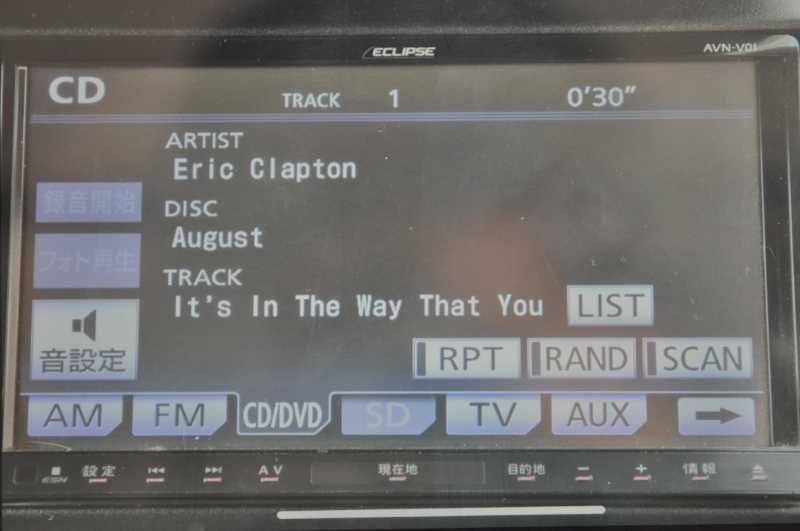 ECLIPSE
AVN-V01
CD
TRACK 1 0'30"
ARTIST
Eric Clapton
録音開始
DISC
August
フォト再生
TRACK
It's In The Way That You
LIST
音設定
RPT
RAND
SCAN
AM
FM
CD/DVD
SD
TV
AUX
設定
AV
現在地
目的地
−
+
情報